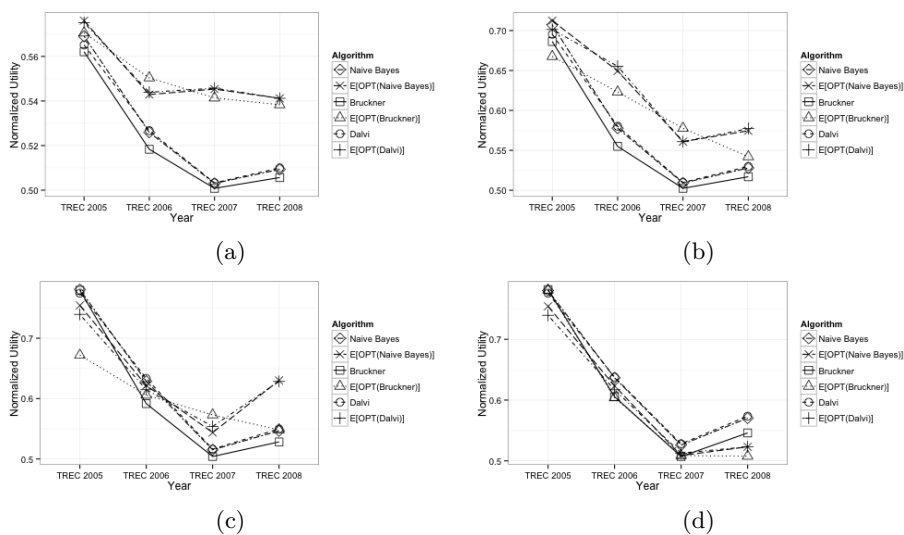 Normalized Utility
0.56
0.54
0.52
0.50
TREC 2005 TREC 2006 TREC 2007 TREC 2008
Year
Algorithm
Naive Bayes
E[OPT(Naive Bayes)]
Bruckner
E[OPT(Bruckner)]
Dalvi
E[OPT(Dalvi)]
(a)
Normalized Utility
0.70
0.65
0.60
0.55
0.50
TREC 2005 TREC 2006 TREC 2007 TREC 2008
Year
Algorithm
Naive Bayes
E[OPT(Naive Bayes)]
Bruckner
E[OPT(Bruckner)]
Dalvi
E[OPT(Dalvi)]
(b)
Normalized Utility
0.7
0.6
0.5
TREC 2005 TREC 2006 TREC 2007 TREC 2008
Year
Algorithm
Naive Bayes
E[OPT(Naive Bayes)]
Bruckner
E[OPT(Bruckner)]
Dalvi
E[OPT(Dalvi)]
(c)
Normalized Utility
0.7
0.6
0.5
TREC 2005 TREC 2006 TREC 2007 TREC 2008
Year
Algorithm
Naive Bayes
E[OPT(Naive Bayes)]
Bruckner
E[OPT(Bruckner)]
Dalvi
E[OPT(Dalvi)]
(d)